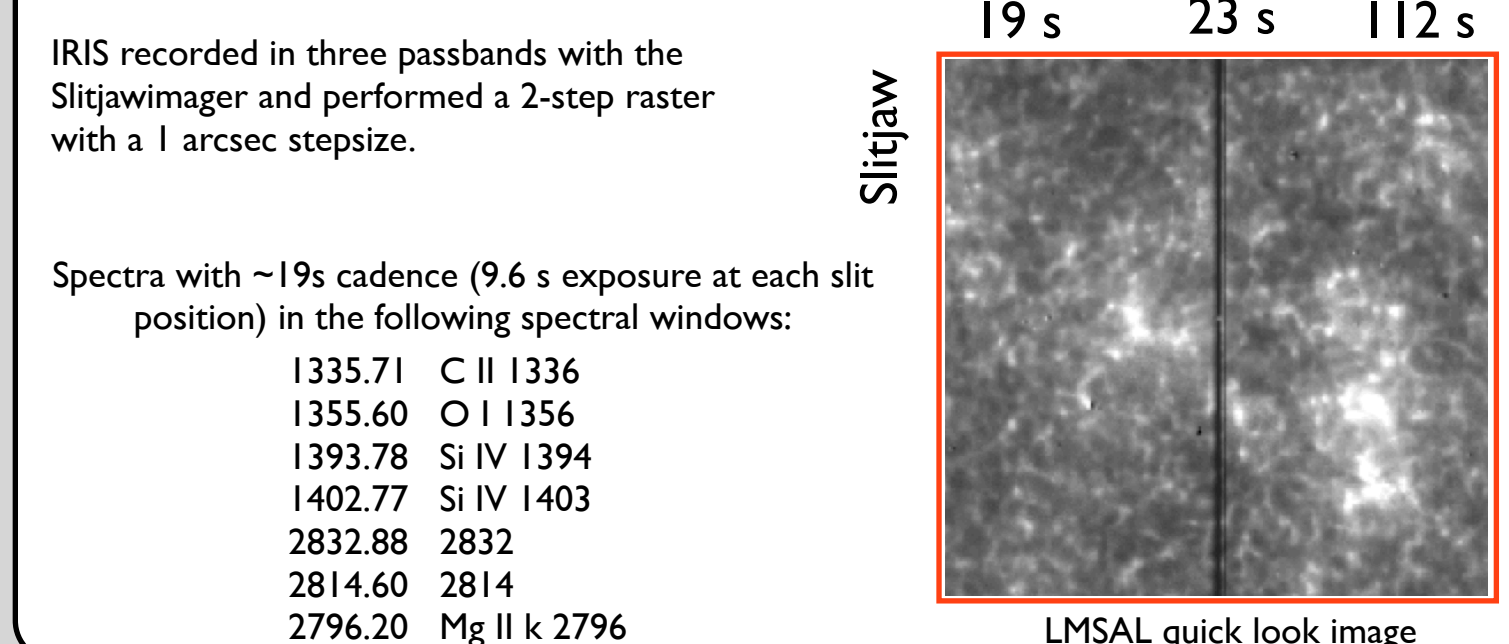 19 s 23 s 112 s
IRIS recorded in three passbands with the
Slitjawimager and performed a 2-step raster
with a 1 arcsec stepsize.
Slitjaw
Spectra with ~19s cadence (9.6 s exposure at each slit
position) in the following spectral windows:
1335.71 C II 1336
1355.60 O I 1356
1393.78 Si IV 1394
1402.77 Si IV 1403
2832.88 2832
2814.60 2814
2796.20 Mg II k 2796
LMSAL quick look image